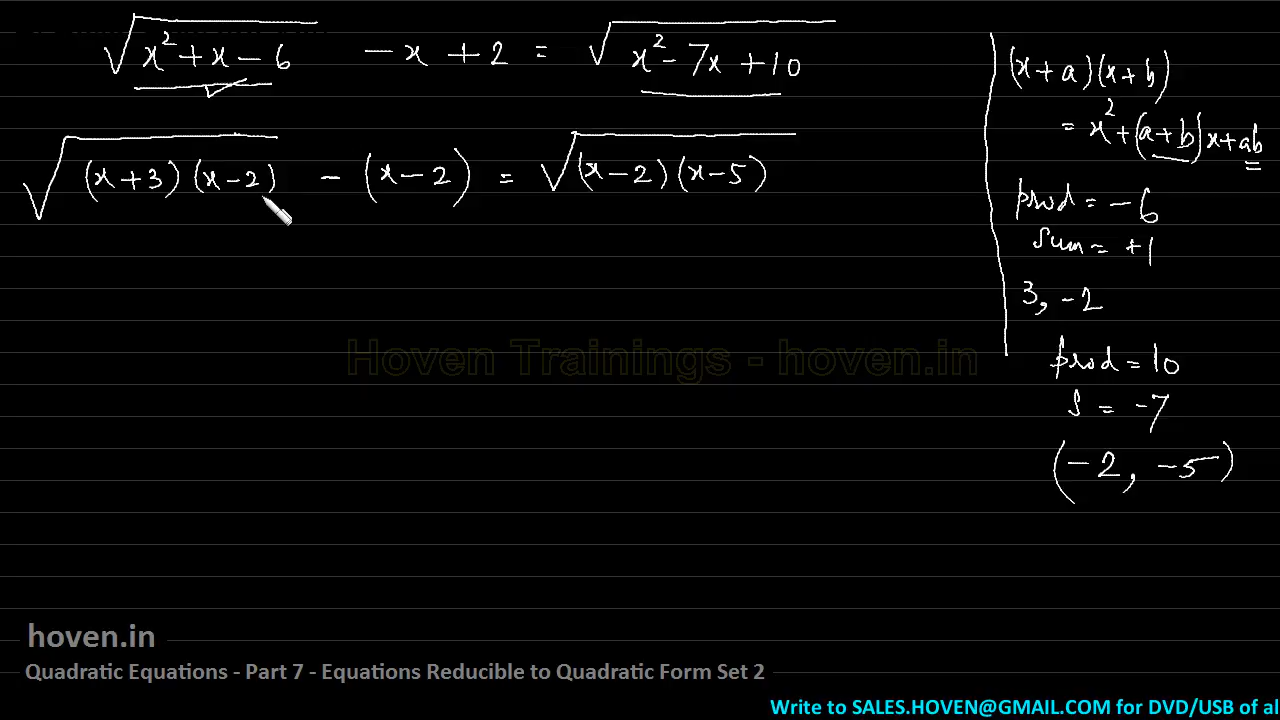 √(x² + x - 6) - x + 2 = √(x² - 7x + 10)
√((x + 3)(x - 2)) - (x - 2) = √((x - 2)(x - 5))
(x + a)(x + b)
= x² + (a + b)x + ab
prod = -6
sum = +1
3, -2
prod = 10
s = -7
(-2, -5)
Hoven Trainings - hoven.in
hoven.in
Quadratic Equations - Part 7 - Equations Reducible to Quadratic Form Set 2
Write to SALES.HOVEN@GMAIL.COM for DVD/USB of al